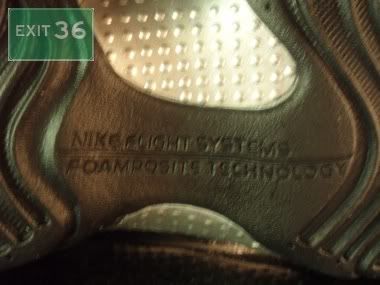 EXIT 36
NIKE FLIGHT SYSTEMS
FOAMPOSITE TECHNOLOGY